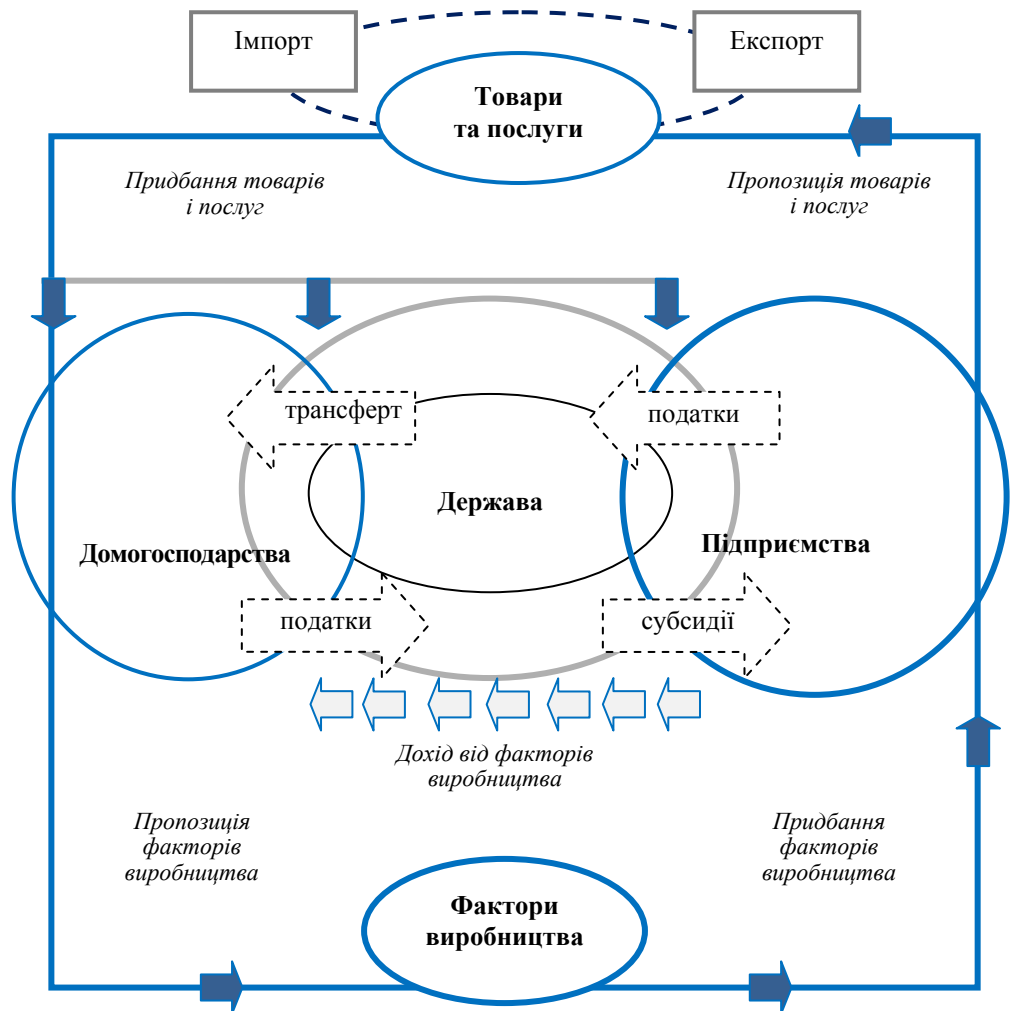 Імпорт
Експорт
Товари
та послуги
Придбання товарів
і послуг
Пропозиція товарів
і послуг
трансферт
податки
Держава
Домогосподарства
Підприємства
податки
субсидії
Дохід від факторів
виробництва
Пропозиція
факторів
виробництва
Придбання
факторів
виробництва
Фактори
виробництва